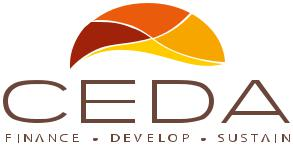 CEDA
FINANCE • DEVELOP • SUSTAIN